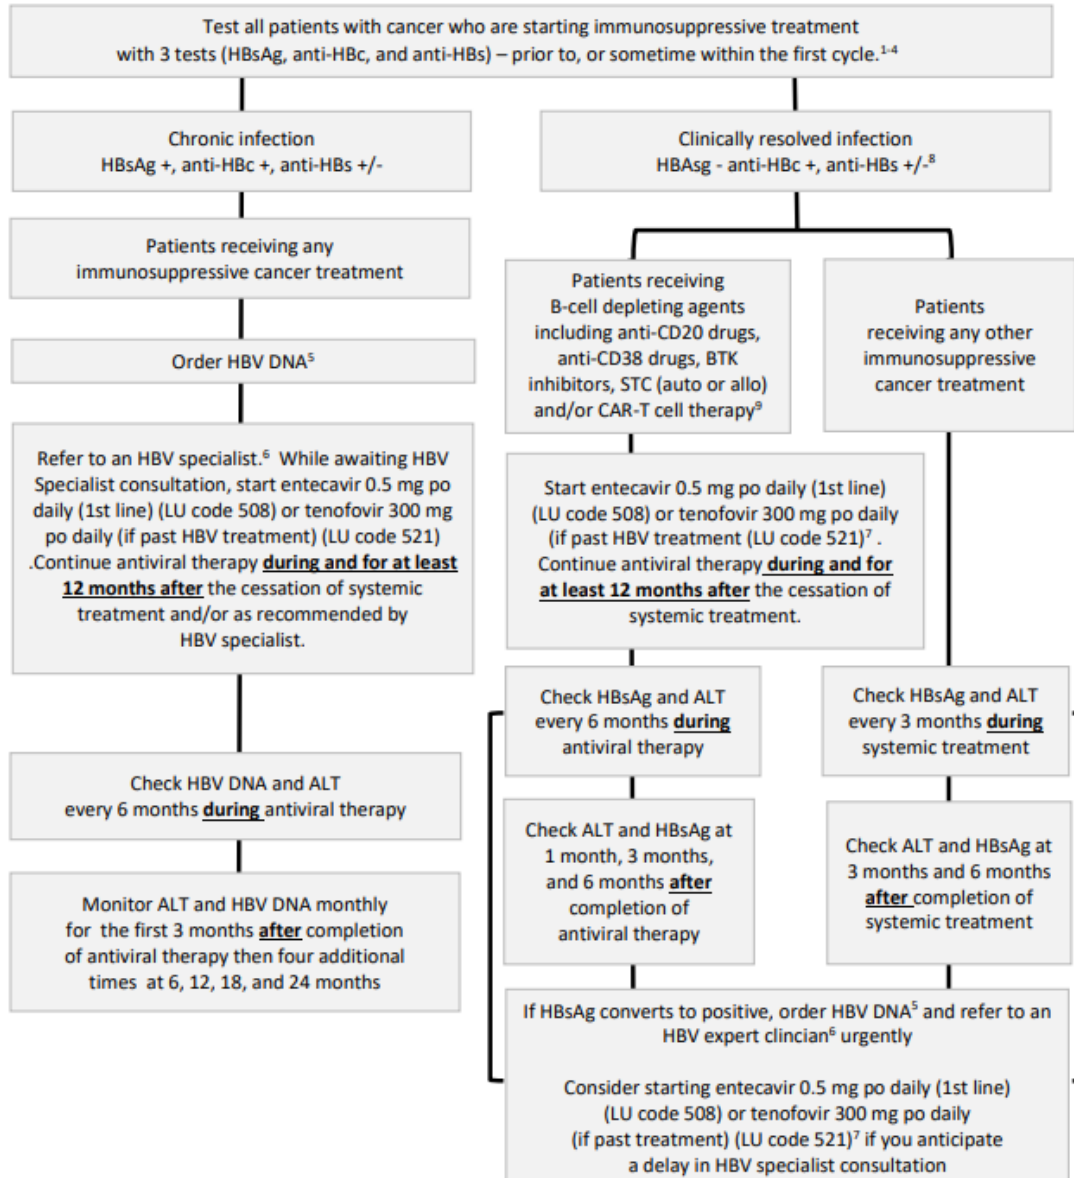 Test all patients with cancer who are starting immunosuppressive treatment
with 3 tests (HBsAg, anti-HBc, and anti-HBs) – prior to, or sometime within the first cycle.¹⁻⁴
Chronic infection
HBsAg +, anti-HBc +, anti-HBs +/-
Patients receiving any
immunosuppressive cancer treatment
Order HBV DNA⁵
Refer to an HBV specialist.⁶ While awaiting HBV
Specialist consultation, start entecavir 0.5 mg po
daily (1st line) (LU code 508) or tenofovir 300 mg
po daily (if past HBV treatment) (LU code 521)
.Continue antiviral therapy during and for at least
12 months after the cessation of systemic
treatment and/or as recommended by
HBV specialist.
Check HBV DNA and ALT
every 6 months during antiviral therapy
Monitor ALT and HBV DNA monthly
for the first 3 months after completion
of antiviral therapy then four additional
times at 6, 12, 18, and 24 months
Clinically resolved infection
HBAsg - anti-HBc +, anti-HBs +/-⁸
Patients receiving
B-cell depleting agents
including anti-CD20 drugs,
anti-CD38 drugs, BTK
inhibitors, STC (auto or allo)
and/or CAR-T cell therapy⁹
Start entecavir 0.5 mg po daily (1st line)
(LU code 508) or tenofovir 300 mg po daily
(if past HBV treatment (LU code 521)⁷ .
Continue antiviral therapy during and for
at least 12 months after the cessation of
systemic treatment.
Check HBsAg and ALT
every 6 months during
antiviral therapy
Check ALT and HBsAg at
1 month, 3 months,
and 6 months after
completion of
antiviral therapy
Patients
receiving any other
immunosuppressive
cancer treatment
Check HBsAg and ALT
every 3 months during
systemic treatment
Check ALT and HBsAg at
3 months and 6 months
after completion of
systemic treatment
If HBsAg converts to positive, order HBV DNA⁵ and refer to an
HBV expert clincian⁶ urgently
Consider starting entecavir 0.5 mg po daily (1st line)
(LU code 508) or tenofovir 300 mg po daily
(if past treatment) (LU code 521)⁷ if you anticipate
a delay in HBV specialist consultation